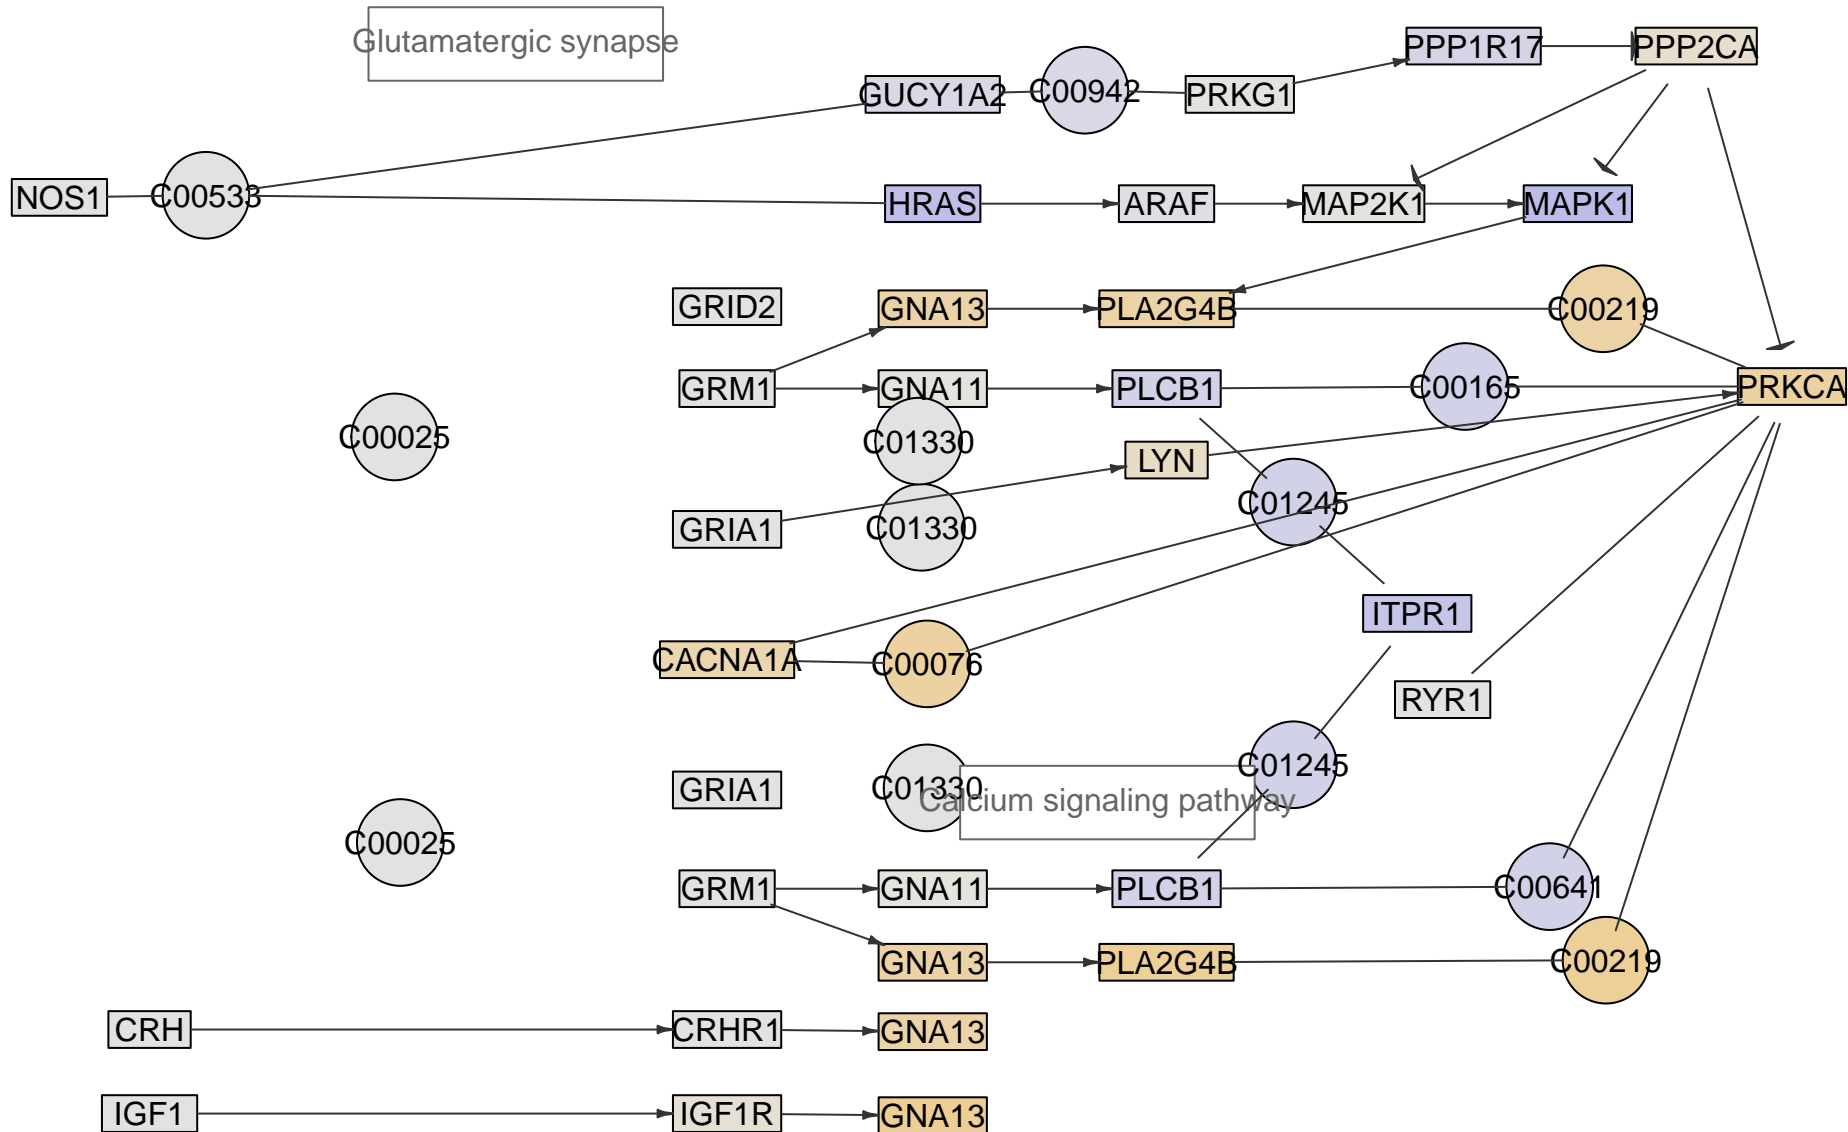 Glutamatergic synapse
PPP1R17
PPP2CA
GUCY1A2
C00942
PRKG1
NOS1
C00533
HRAS
ARAF
MAP2K1
MAPK1
GRID2
GNA13
PLA2G4B
C00219
GRM1
GNA11
PLCB1
C00165
PRKCA
C00025
C01330
LYN
C01245
GRIA1
C01330
ITPR1
CACNA1A
C00076
RYR1
C01245
GRIA1
C01330
Calcium signaling pathway
C00025
GRM1
GNA11
PLCB1
C00641
GNA13
PLA2G4B
C00219
CRH
CRHR1
GNA13
IGF1
IGF1R
GNA13